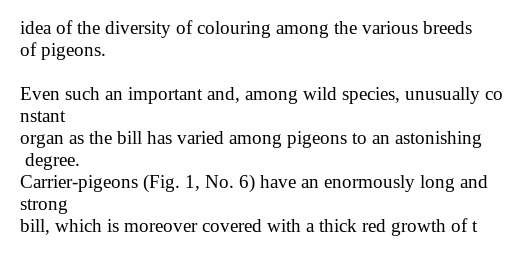 idea of the diversity of colouring among the various breeds
of pigeons.

Even such an important and, among wild species, unusually co
nstant
organ as the bill has varied among pigeons to an astonishing
 degree.
Carrier-pigeons (Fig. 1, No. 6) have an enormously long and
strong
bill, which is moreover covered with a thick red growth of t